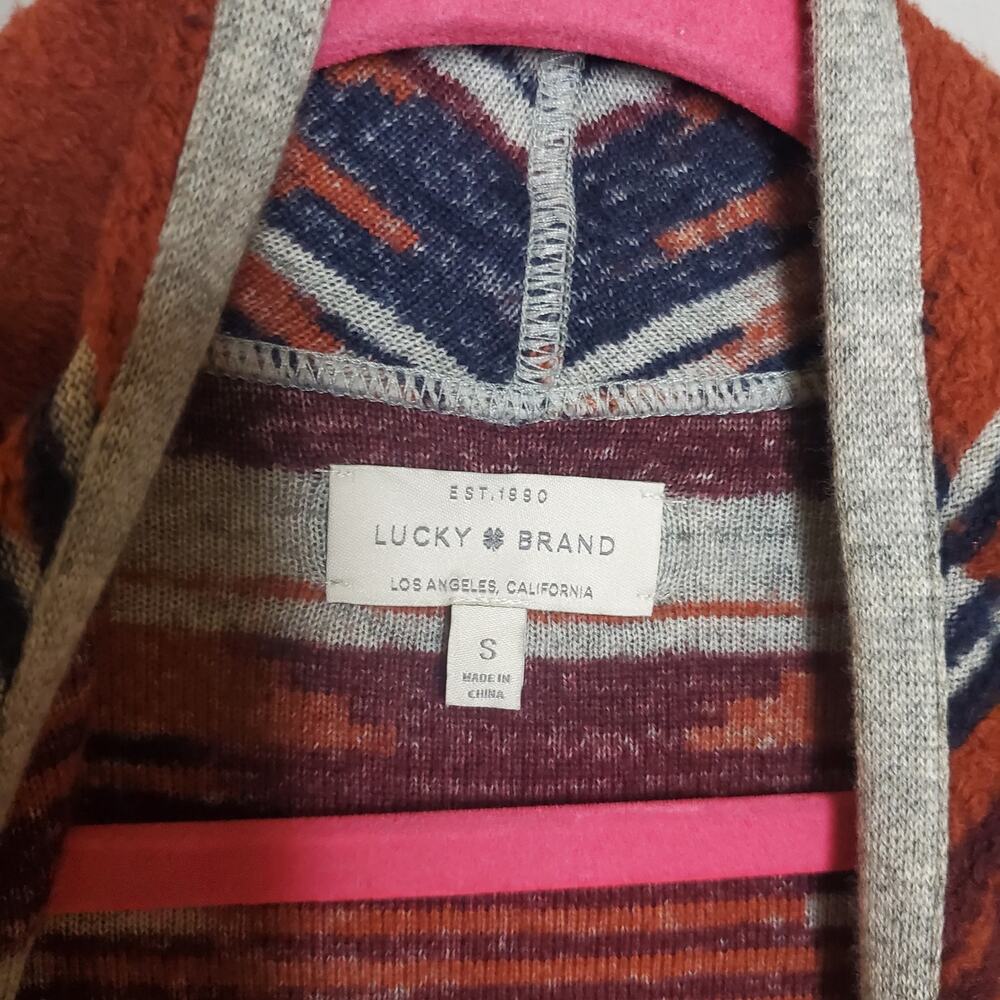 EST.1990
LUCKY BRAND
LOS ANGELES, CALIFORNIA
S
MADE IN
CHINA